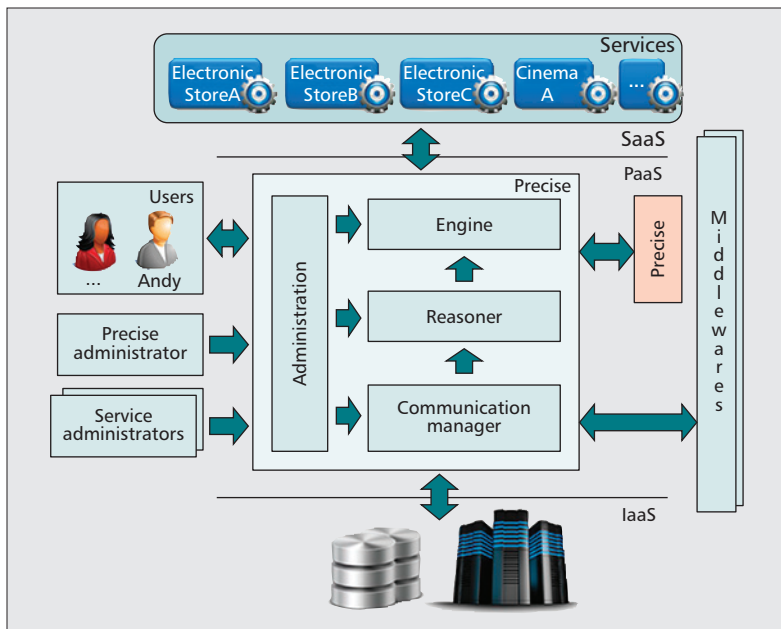 Services
Electronic
StoreA
Electronic
StoreB
Electronic
StoreC
Cinema
A
...
SaaS
PaaS
Users
...
Andy
Precise
administrator
Service
administrators
Precise
Administration
Engine
Reasoner
Communication
manager
Precise
Middlewares
IaaS